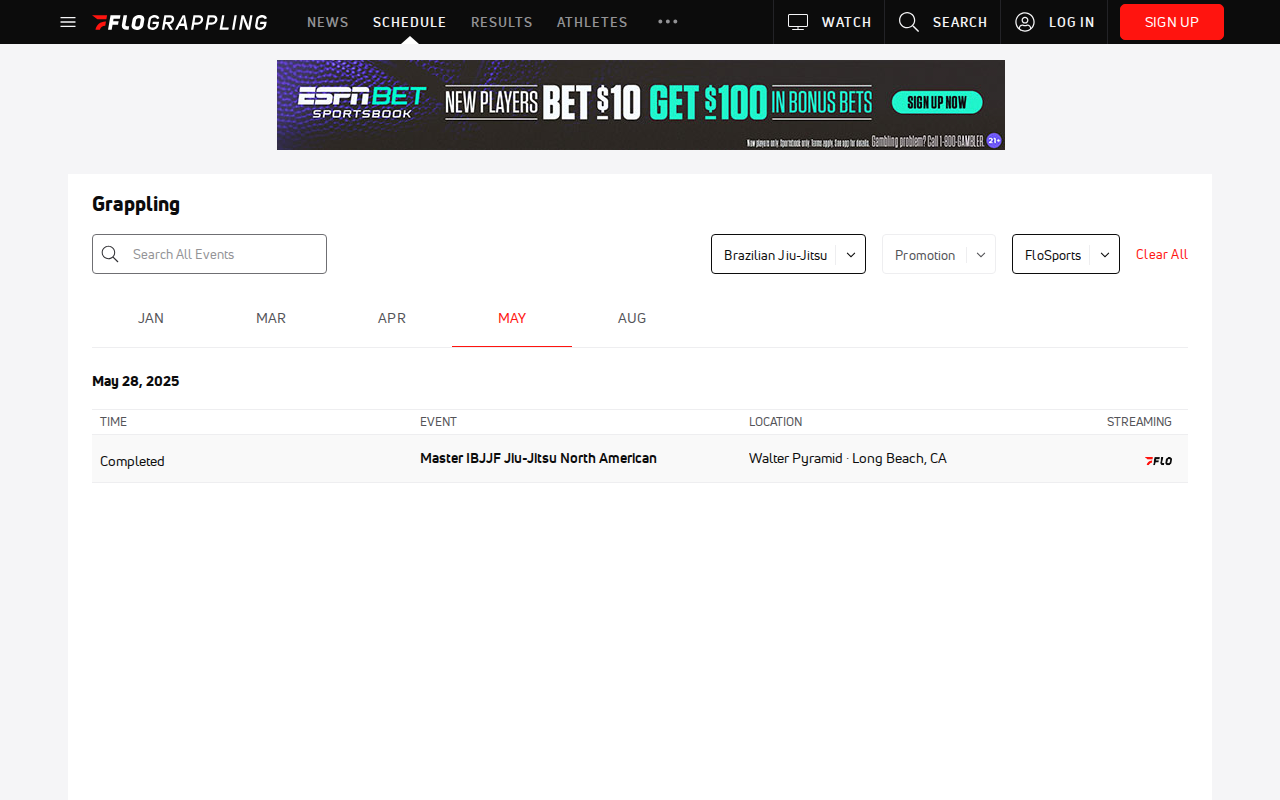 FLOGRAPPLING NEWS SCHEDULE RESULTS ATHLETES ••• WATCH SEARCH LOG IN SIGN UP
ESPN BET SPORTSBOOK NEW PLAYERS BET $10 GET $100 IN BONUS BETS SIGN UP NOW
New players only. Sportsbook only. Terms apply. See app for details. Gambling problem? Call 1-800-GAMBLER. 21+
Grappling
Search All Events Brazilian Jiu-Jitsu Promotion FloSports Clear All
JAN MAR APR MAY AUG
May 28, 2025
TIME EVENT LOCATION STREAMING
Completed Master IBJJF Jiu-Jitsu North American Walter Pyramid · Long Beach, CA FLO